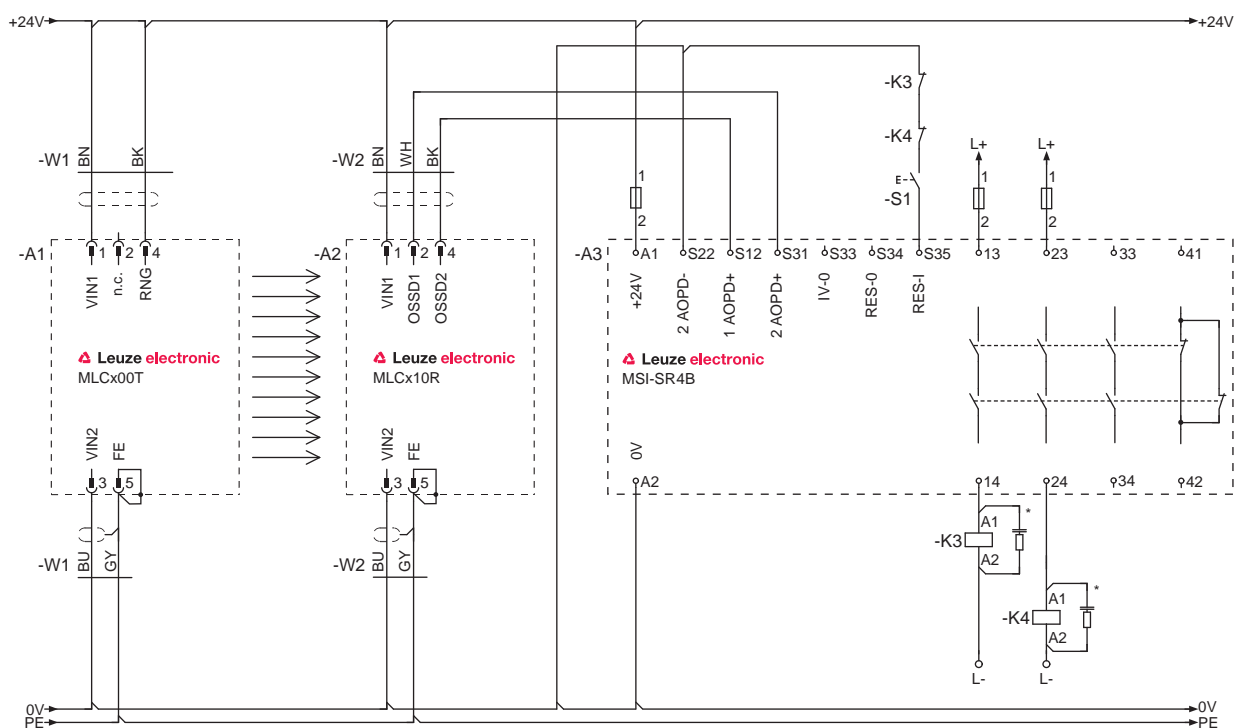 +24V +24V
-K3
-K4
-S1
-W1 BN BK
-W2 BN WH BK
L+ L+
1 1 1
2 2 2
-A1 1 2 4
-A2 1 2 4
-A3 A1 S22 S12 S31 S33 S34 S35 13 23 33 41
VIN1 n.c. RNG
VIN1 OSSD1 OSSD2
+24V 2 AOPD- 1 AOPD+ 2 AOPD+ IV-0 RES-0 RES-I
Leuze electronic
MLCx00T
Leuze electronic
MLCx10R
Leuze electronic
MSI-SR4B
VIN2 FE
VIN2 FE
0V
3 5
3 5
A2 14 24 34 42
-W1 BU GY
-W2 BU GY
-K3 A1 *
A2
-K4 A1 *
A2
L- L-
0V 0V
PE PE